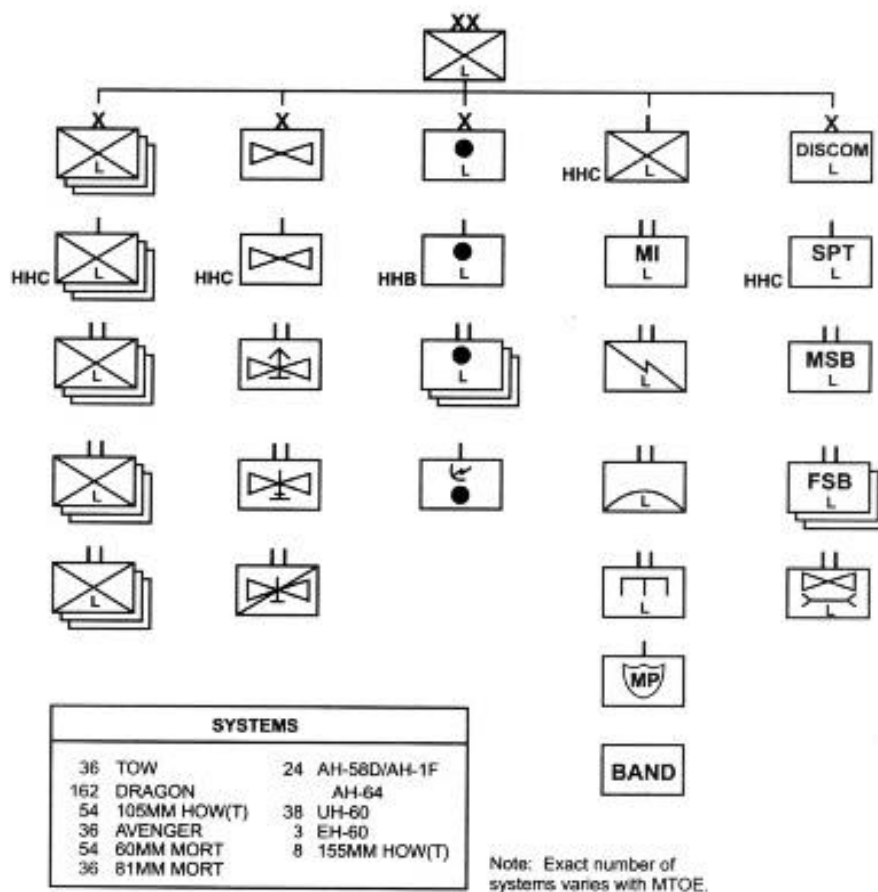 XX
L
X X X I X
L L HHC L DISCOM L
I I I II I
HHC L HHC HHB L MI L HHC SPT L
II II II II II
L L L MSB L
II II I II II
L L FSB L
II II II II
L L L
I
MP
BAND
SYSTEMS
36 TOW 24 AH-58D/AH-1F
162 DRAGON AH-64
54 105MM HOW(T) 38 UH-60
36 AVENGER 3 EH-60
54 60MM MORT 8 155MM HOW(T)
36 81MM MORT
Note: Exact number of
systems varies with MTOE.